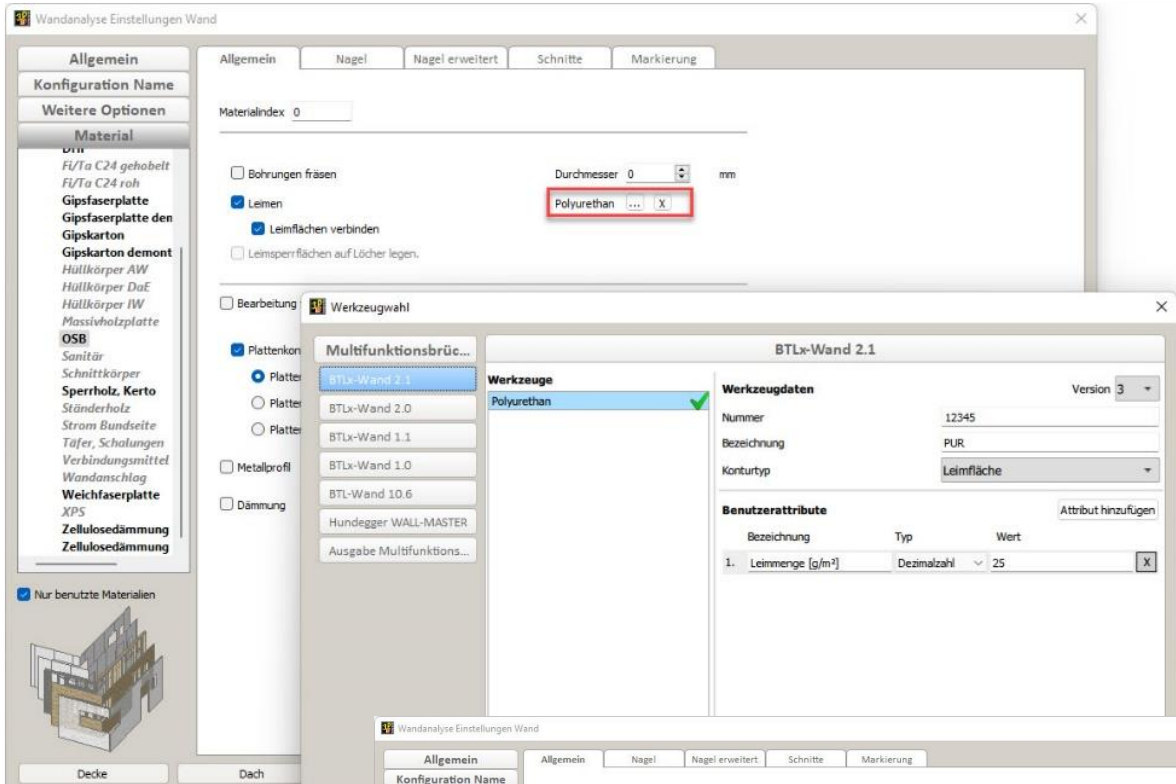 Wandanalyse Einstellungen Wand
Allgemein
Konfiguration Name
Weitere Optionen
Material
Fi/Ta C24 gehobelt
Fi/Ta C24 roh
Gipsfaserplatte
Gipsfaserplatte den
Gipskarton
Gipskarton demont
Hüllkörper AW
Hüllkörper DaE
Hüllkörper IW
Massivholzplatte
OSB
Sanitär
Schnittkörper
Sperrholz, Kerto
Ständerholz
Strom Bundseite
Täfer, Schalungen
Verbindungsmittel
Wandanschlag
Weichfaserplatte
XPS
Zellulosedämmung
Zellulosedämmung
Nur benutzte Materialien
Decke
Dach
Allgemein Nagel Nagel erweitert Schnitte Markierung
Materialindex 0
Bohrungen fräsen Durchmesser 0 mm
Leimen Polyurethan ... X
Leimflächen verbinden
Leimsperrflächen auf Löcher legen.
Bearbeitung
Plattenkon
Platte
Platte
Platte
Metallprofil
Dämmung
Werkzeugwahl
Multifunktionsbrüc...
BTLx-Wand 2.1
BTLx-Wand 2.0
BTLx-Wand 1.1
BTLx-Wand 1.0
BTL-Wand 10.6
Hundegger WALL-MASTER
Ausgabe Multifunktions...
BTLx-Wand 2.1
Werkzeuge
Polyurethan
Werkzeugdaten Version 3
Nummer 12345
Bezeichnung PUR
Konturtyp Leimfläche
Benutzerattribute Attribut hinzufügen
Bezeichnung Typ Wert
1. Leimmenge [g/m²] Dezimalzahl 25 X
Wandanalyse Einstellungen Wand
Allgemein Allgemein Nagel Nagel erweitert Schnitte Markierung
Konfiguration Name